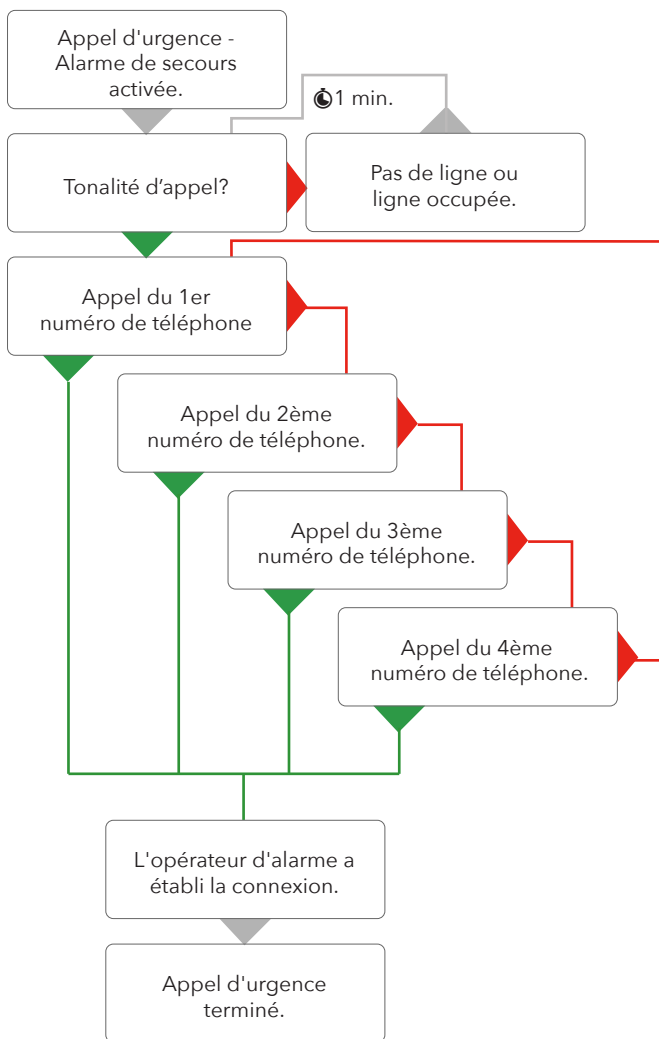 Appel d'urgence -
Alarme de secours
activée.
1 min.
Tonalité d’appel?
Pas de ligne ou
ligne occupée.
Appel du 1er
numéro de téléphone
Appel du 2ème
numéro de téléphone.
Appel du 3ème
numéro de téléphone.
Appel du 4ème
numéro de téléphone.
L'opérateur d'alarme a
établi la connexion.
Appel d'urgence
terminé.